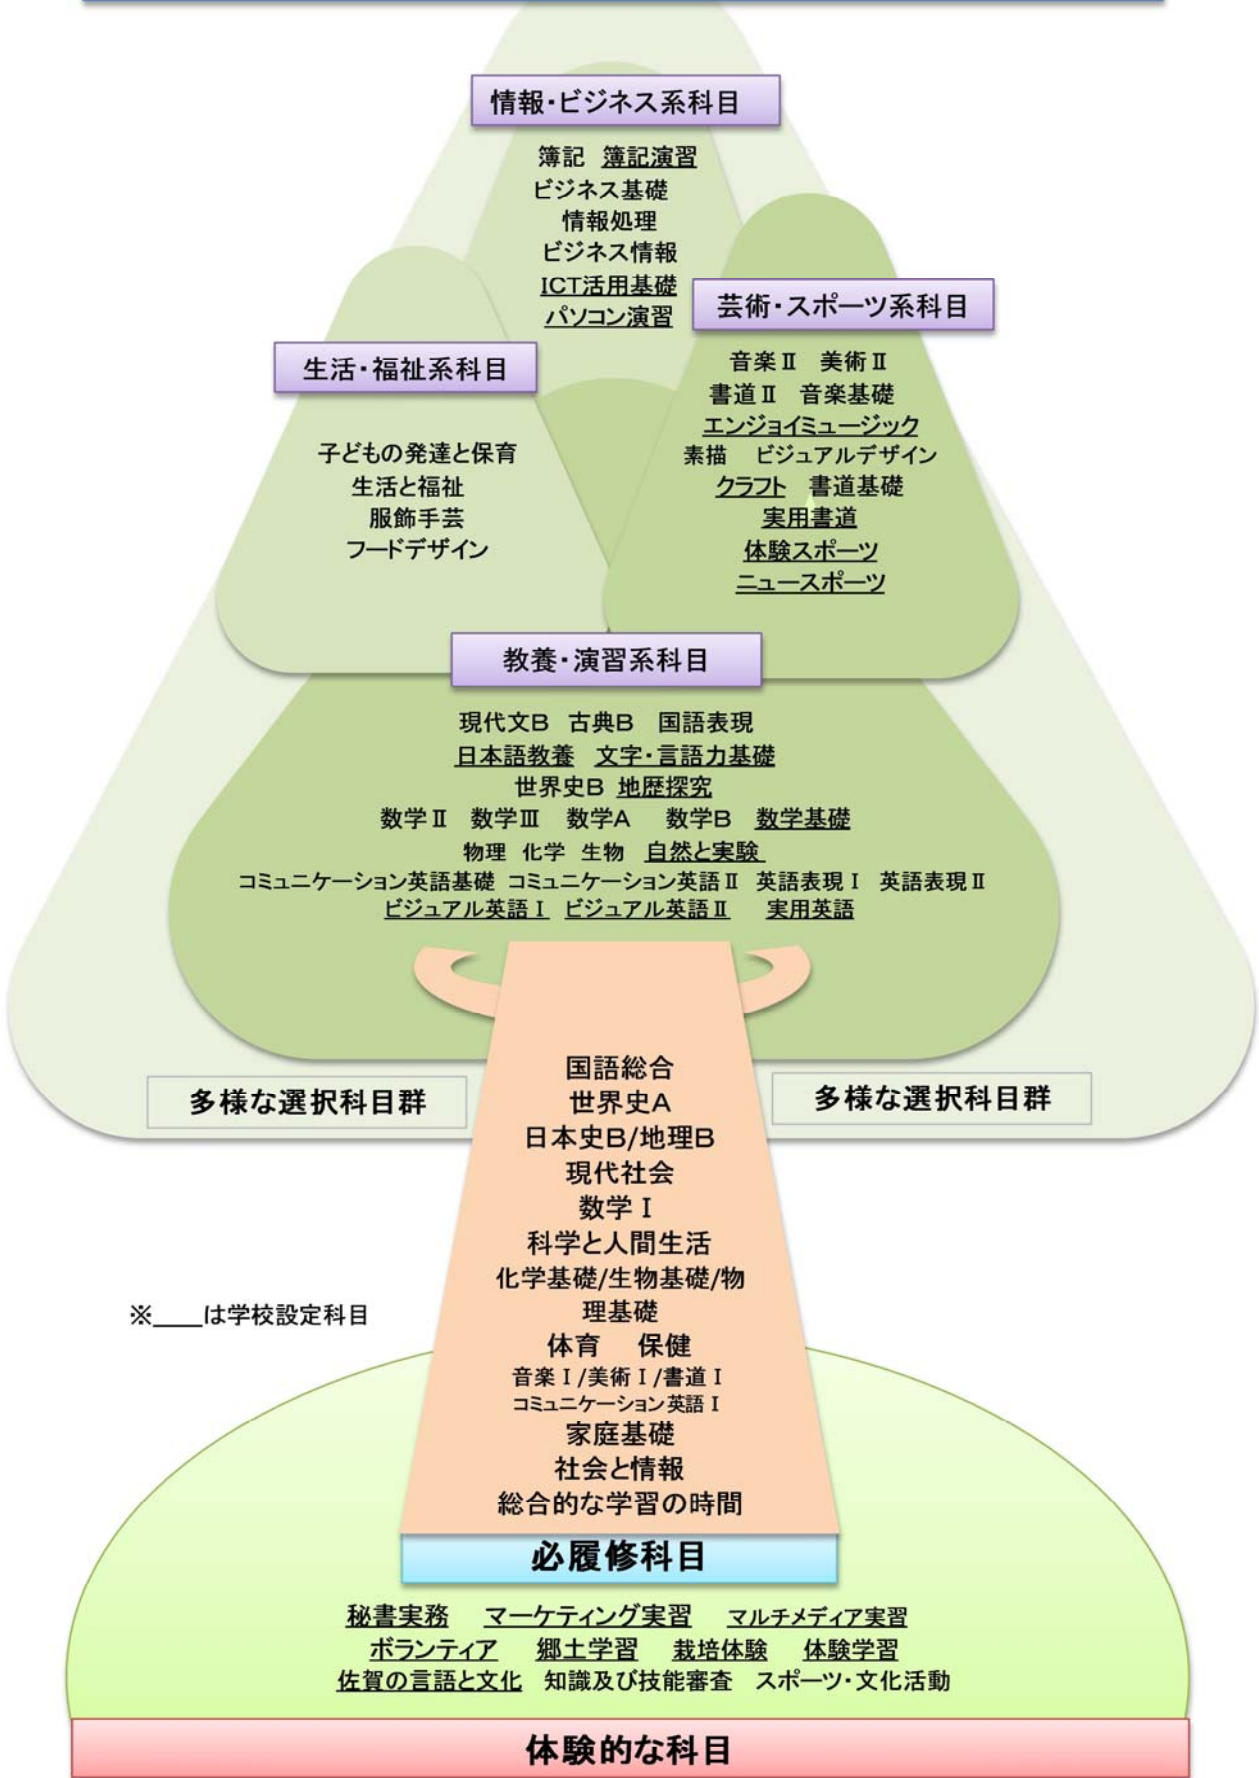 情報・ビジネス系科目
簿記 簿記演習
ビジネス基礎
情報処理
ビジネス情報
ICT活用基礎
パソコン演習
芸術・スポーツ系科目
音楽Ⅱ 美術Ⅱ
書道Ⅱ 音楽基礎
エンジョイミュージック
素描 ビジュアルデザイン
クラフト 書道基礎
実用書道
体験スポーツ
ニュースポーツ
生活・福祉系科目
子どもの発達と保育
生活と福祉
服飾手芸
フードデザイン
教養・演習系科目
現代文B 古典B 国語表現
日本語教養 文字・言語力基礎
世界史B 地歴探究
数学Ⅱ 数学Ⅲ 数学A 数学B 数学基礎
物理 化学 生物 自然と実験
コミュニケーション英語基礎 コミュニケーション英語Ⅱ 英語表現Ⅰ 英語表現Ⅱ
ビジュアル英語Ⅰ ビジュアル英語Ⅱ 実用英語
多様な選択科目群
多様な選択科目群
国語総合
世界史A
日本史B/地理B
現代社会
数学Ⅰ
科学と人間生活
化学基礎/生物基礎/物
理基礎
体育 保健
音楽Ⅰ/美術Ⅰ/書道Ⅰ
コミュニケーション英語Ⅰ
家庭基礎
社会と情報
総合的な学習の時間
※____は学校設定科目
必履修科目
秘書実務 マーケティング実習 マルチメディア実習
ボランティア 郷土学習 栽培体験 体験学習
佐賀の言語と文化 知識及び技能審査 スポーツ・文化活動
体験的な科目